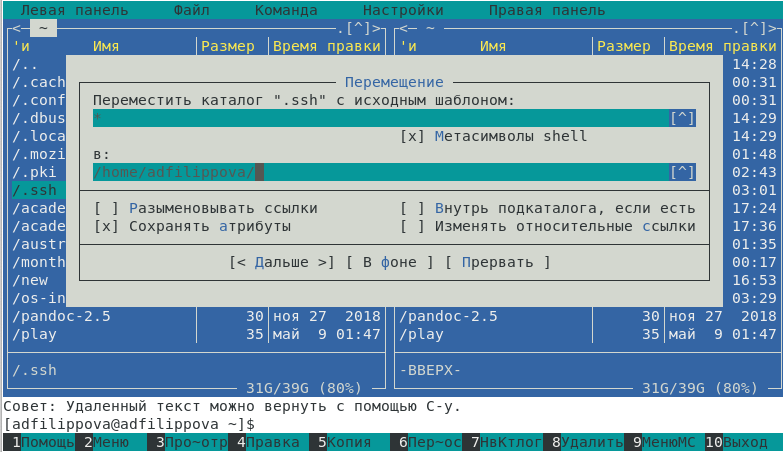 Левая панель Файл Команда Настройки Правая панель
<─ ~ .[^]> <─ ~ .[^]>
'и Имя Размер Время правки 'и Имя Размер Время правки
/.. 14:28
/.cach 00:31
/.conf 00:31
/.dbus 14:29
/.loca 14:29
/.mozi 01:48
/.pki 02:43
/.ssh 03:01
/acade 17:24
/acade 17:36
/austr 01:35
/month 00:17
/new 16:53
/os-in 03:29
Перемещение
Переместить каталог ".ssh" с исходным шаблоном:
* [^]
[x] Метасимволы shell
в:
/home/adfilippova/ [^]
[ ] Разыменовывать ссылки [ ] Внутрь подкаталога, если есть
[x] Сохранять атрибуты [ ] Изменять относительные ссылки
[< Дальше >] [ В фоне ] [ Прервать ]
/pandoc-2.5 30 ноя 27 2018 /pandoc-2.5 30 ноя 27 2018
/play 35 май 9 01:47 /play 35 май 9 01:47
/.ssh -ВВЕРХ-
31G/39G (80%) 31G/39G (80%)
Совет: Удаленный текст можно вернуть с помощью C-y.
[adfilippova@adfilippova ~]$
1Помощь 2Меню 3Про~отр 4Правка 5Копия 6Пер~ос 7НвКтлог 8Удалить 9МенюMC 10Выход